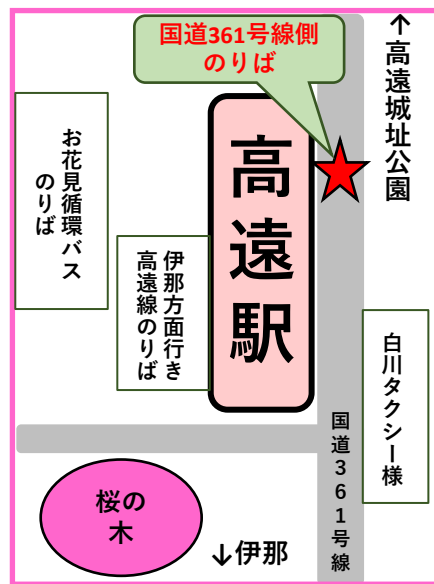 国道361号線側
のりば
↑高遠城址公園
お花見循環バス
のりば
高遠駅
伊那方面行き
高遠線のりば
白川タクシー様
国道361号線
桜の
木
↓伊那